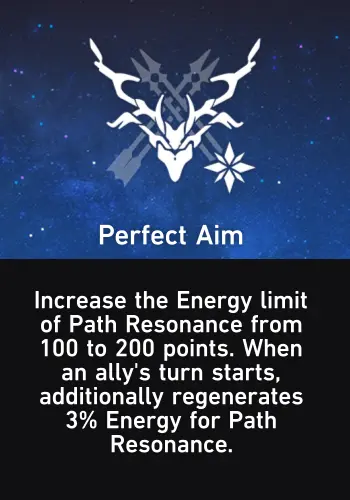 Perfect Aim
Increase the Energy limit
of Path Resonance from
100 to 200 points. When
an ally's turn starts,
additionally regenerates
3% Energy for Path
Resonance.